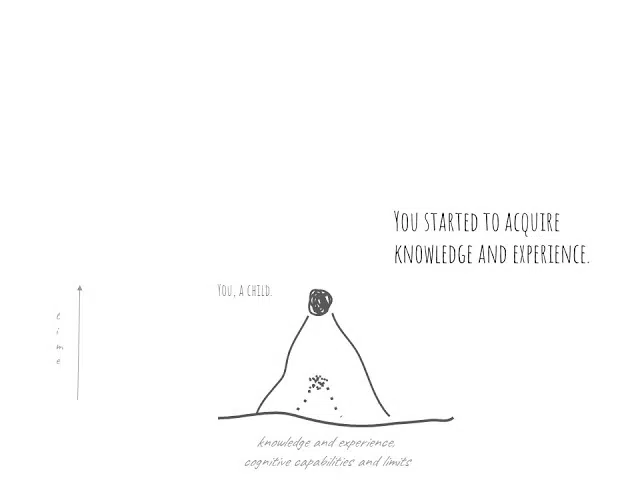 You started to acquire
knowledge and experience.
You, a child.
t
i
m
e
knowledge and experience,
cognitive capabilities and limits